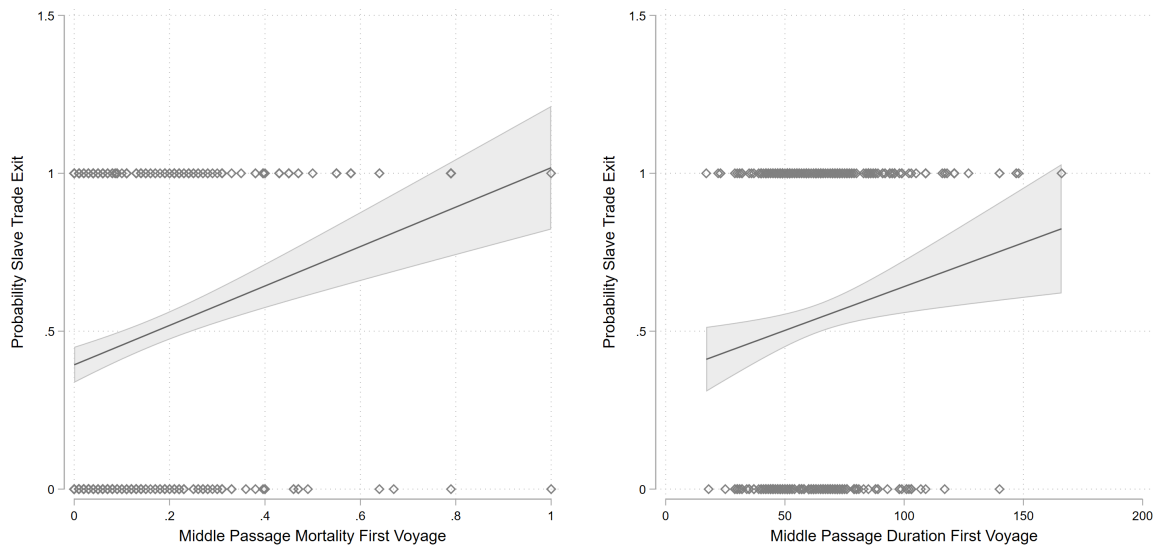 1.5
1
.5
0
Probability Slave Trade Exit
0 .2 .4 .6 .8 1
Middle Passage Mortality First Voyage
1.5
1
.5
0
Probability Slave Trade Exit
0 50 100 150 200
Middle Passage Duration First Voyage